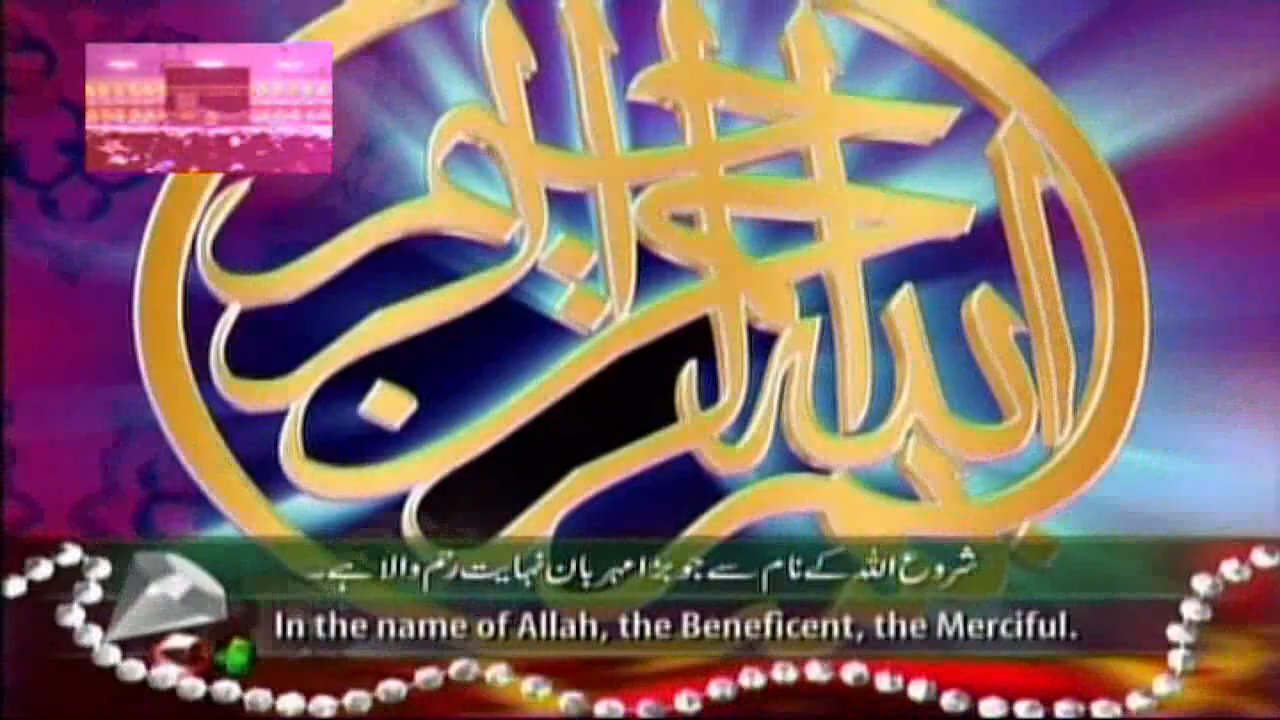 بسم الله الرحمن الرحيم
شروع اللہ کے نام سے جو بڑا مہربان نہایت رحم والا ہے۔
In the name of Allah, the Beneficent, the Merciful.